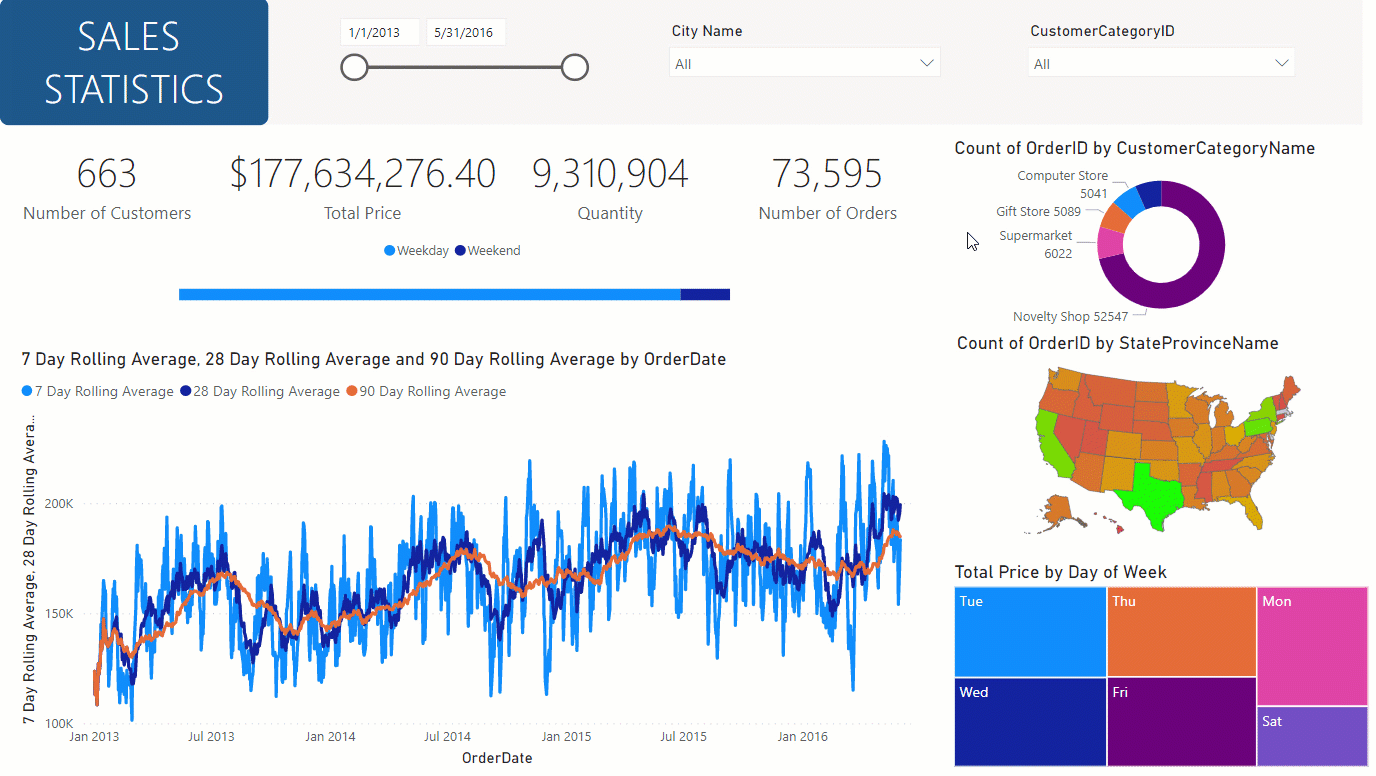 SALES
STATISTICS
1/1/2013
5/31/2016
City Name
All
CustomerCategoryID
All
663
Number of Customers
$177,634,276.40
Total Price
9,310,904
Quantity
73,595
Number of Orders
Weekday
Weekend
Count of OrderID by CustomerCategoryName
Computer Store
5041
Gift Store 5089
Supermarket
6022
Novelty Shop 52547
7 Day Rolling Average, 28 Day Rolling Average and 90 Day Rolling Average by OrderDate
7 Day Rolling Average
28 Day Rolling Average
90 Day Rolling Average
7 Day Rolling Average, 28 Day Rolling Avera...
200K
150K
100K
Jan 2013
Jul 2013
Jan 2014
Jul 2014
Jan 2015
Jul 2015
Jan 2016
OrderDate
Count of OrderID by StateProvinceName
Total Price by Day of Week
Tue
Thu
Mon
Wed
Fri
Sat